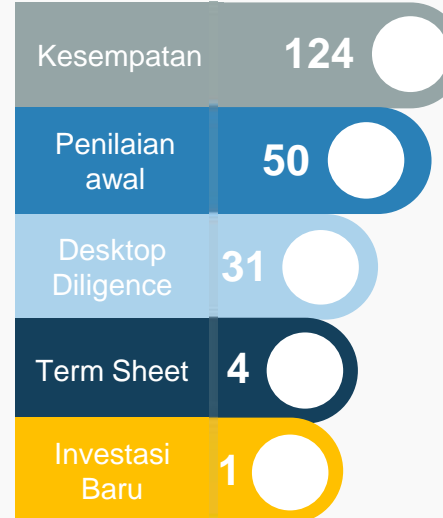 Kesempatan 124
Penilaian
awal
50
Desktop
Diligence
31
Term Sheet 4
Investasi
Baru
1